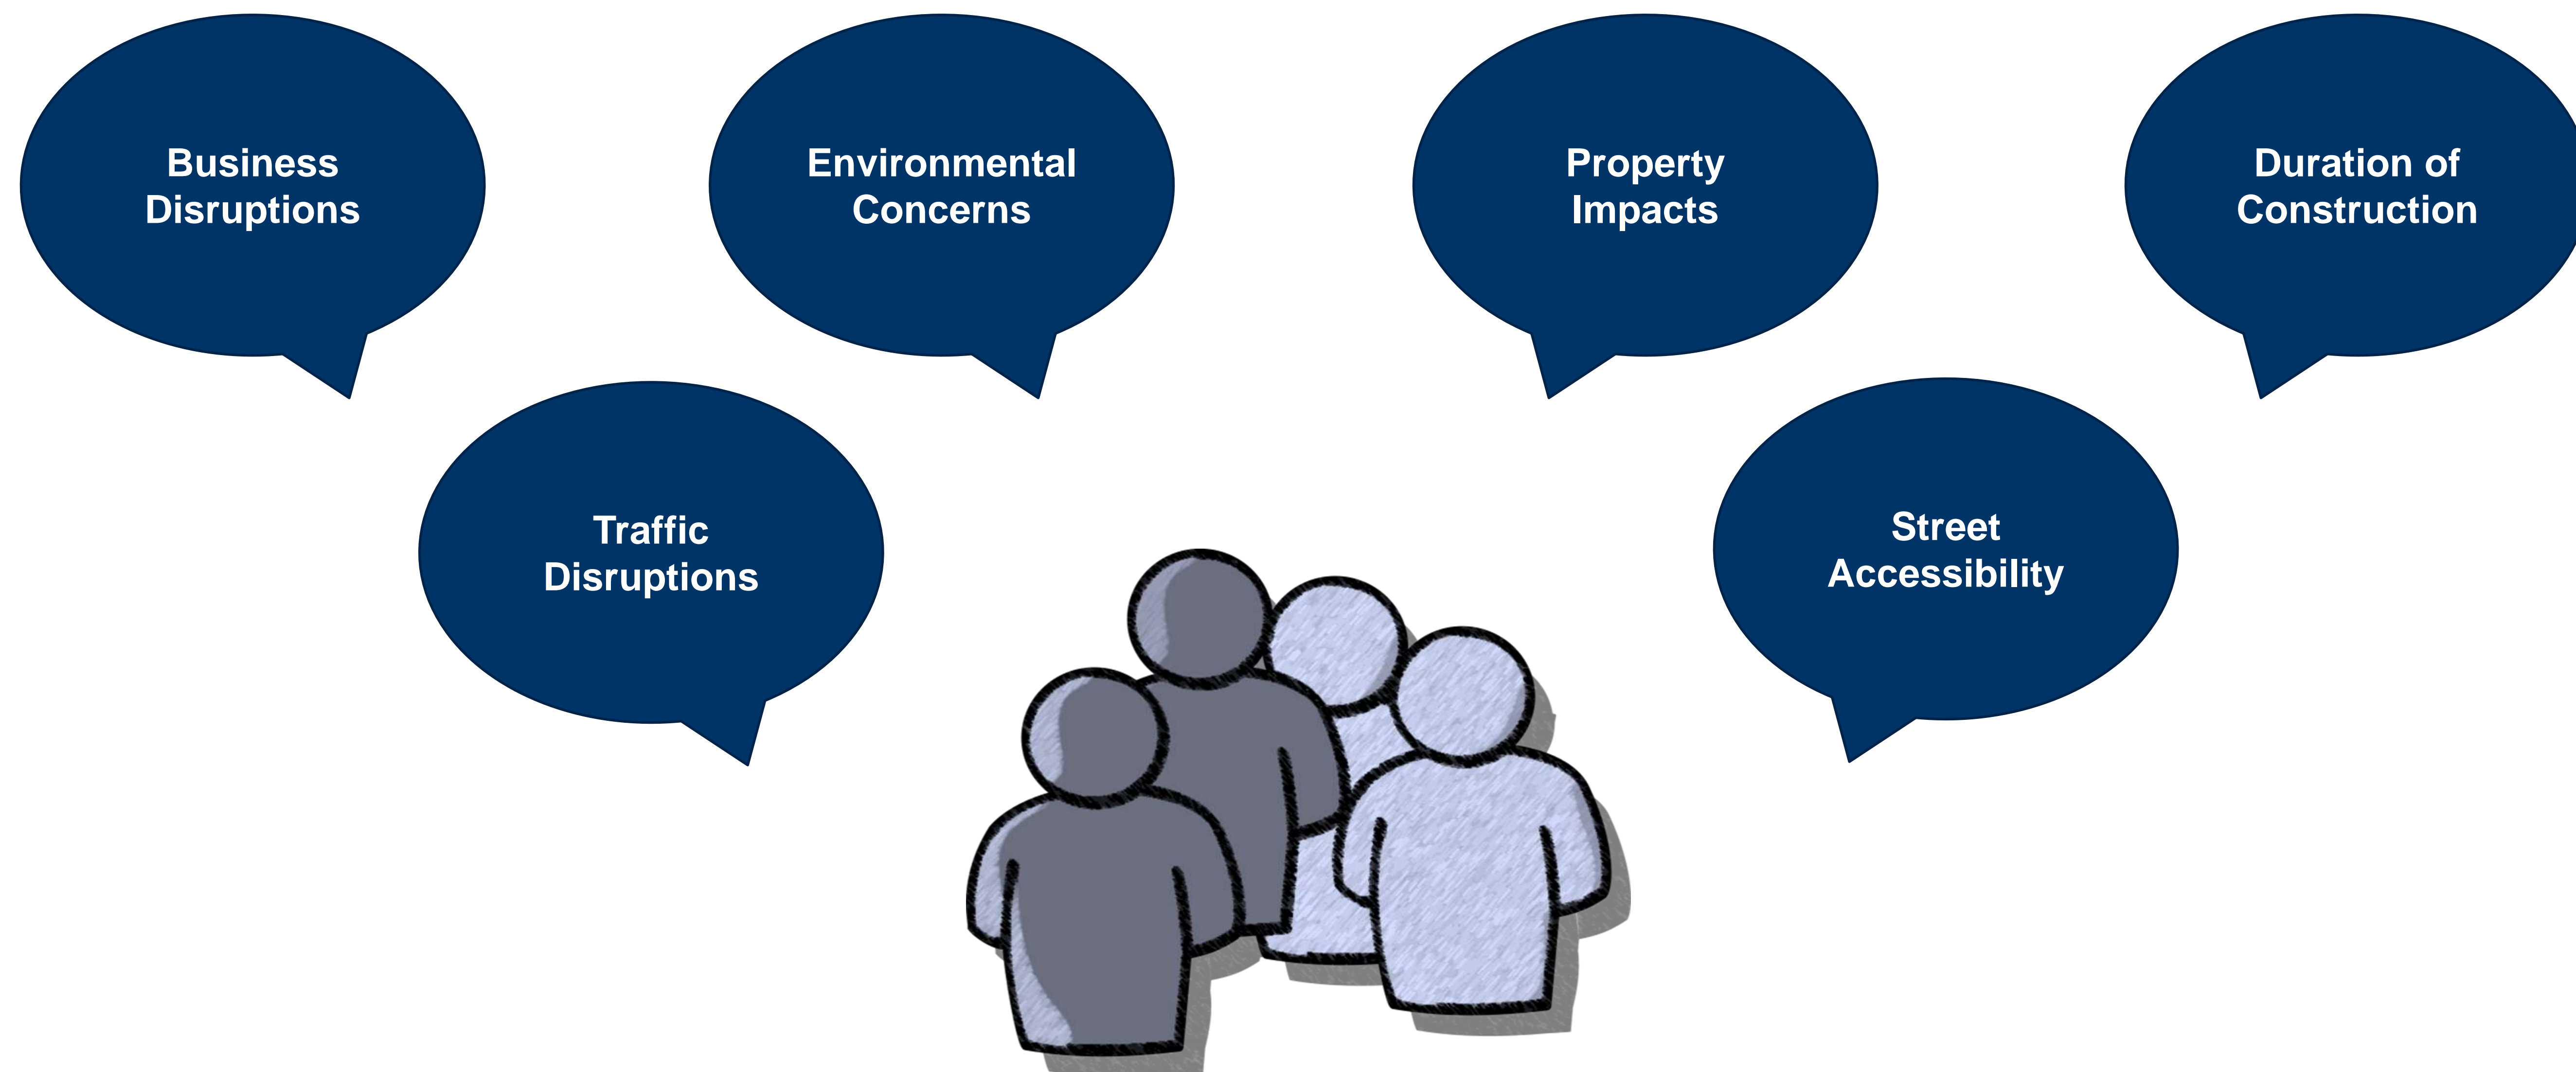 Business
Disruptions
Environmental
Concerns
Property
Impacts
Duration of
Construction
Traffic
Disruptions
Street
Accessibility